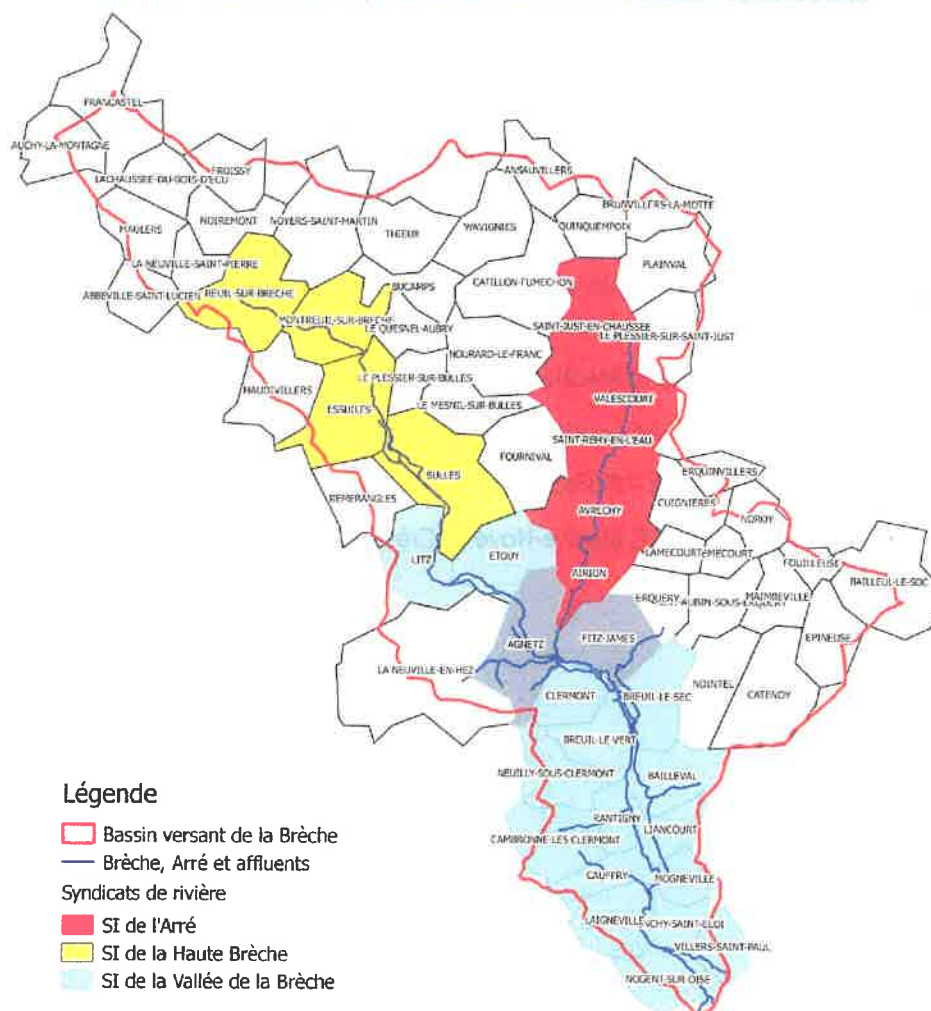 FRANCASTEL
AUCHY-LA-MONTAGNE
LACHAUSSEE-DU-BOIS-D'ECU
FROISSY
ANSAUVILLERS
BRUNVILLERS-LA-MOTTE
MAULERS
NOIREMONT
NOYERS-SAINT-MARTIN
THIEUX
WAVIGNIES
QUINQUEMPOIX
LA NEUVILLE-SAINT-PIERRE
PLAINVAL
ABBEVILLE-SAINT-LUCIEN
REUIL-SUR-BRECHE
BUCAMPS
CATILLON-FUMECHON
MONTREUIL-SUR-BRECHE
LE QUESNEL-AUBRY
SAINT-JUST-EN-CHAUSSEE
LE PLESSIER-SUR-SAINT-JUST
NOURARD-LE-FRANC
LE PLESSIER-SUR-BULLES
HAUDIVILLERS
VALESCOURT
ESSUILES
LE MESNIL-SUR-BULLES
SAINT-REMY-EN-L'EAU
FOURNIVAL
BULLES
ERQUINVILLERS
REMERANGLES
CUIGNIERES
NOROY
AVRECHY
LAMECOURT
EMECOURT
FOUILLEUSE
LITZ
ETOUY
AIRION
BAILLEUL-LE-SOC
ERQUERY
MAIMBEVILLE
EPINEUSE
AGNETZ
FITZ-JAMES
LA NEUVILLE-EN-HEZ
NOINTEL
CATENOY
CLERMONT
BREUIL-LE-SEC
BREUIL-LE-VERT
NEUILLY-SOUS-CLERMONT
BAILLEVAL
RANTIGNY
LIANCOURT
CAMBRONNE-LES-CLERMONT
CAUFFRY
MOGNEVILLE
LAIGNEVILLE
NCHY-SAINT-ELOI
VILLERS-SAINT-PAUL
NOGENT-SUR-OISE
Légende
Bassin versant de la Brèche
Brèche, Arré et affluents
Syndicats de rivière
SI de l'Arré
SI de la Haute Brèche
SI de la Vallée de la Brèche